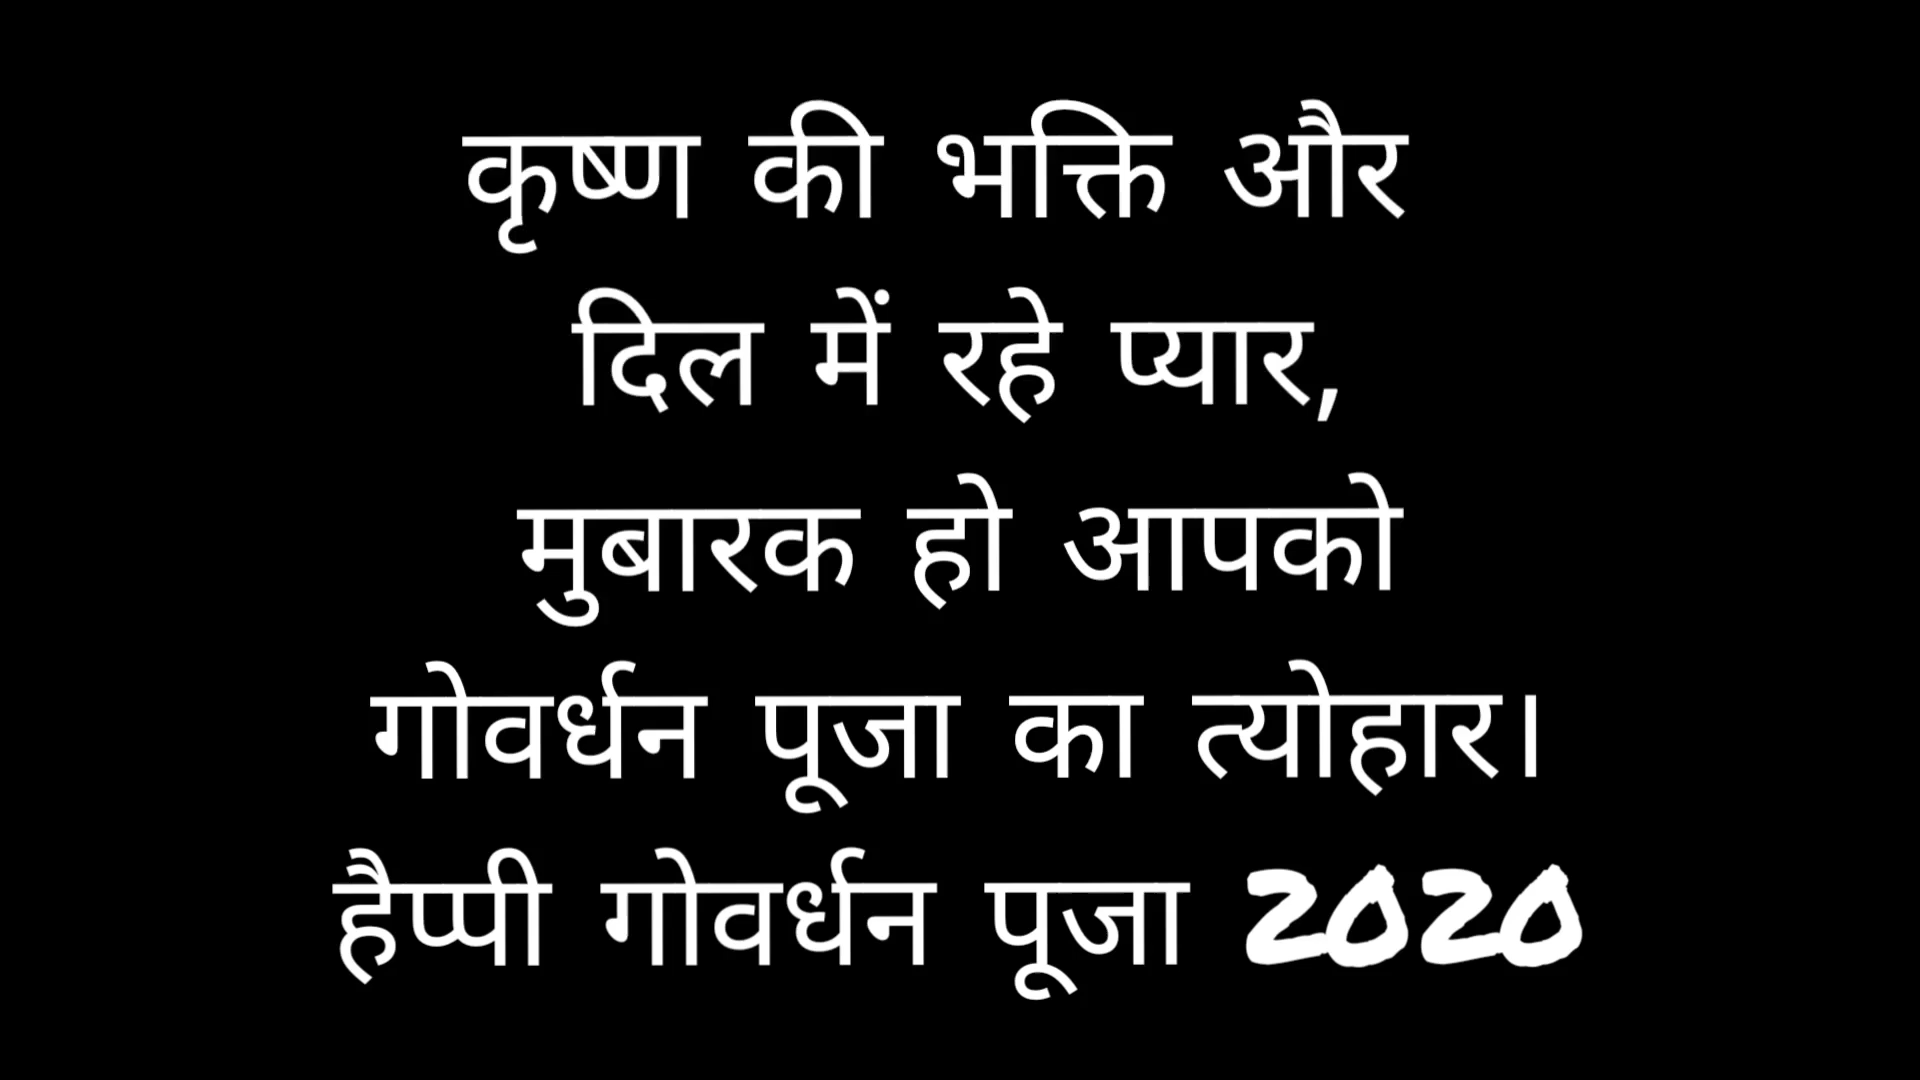 कृष्ण की भक्ति और
दिल में रहे प्यार,
मुबारक हो आपको
गोवर्धन पूजा का त्योहार।
हैप्पी गोवर्धन पूजा 2020